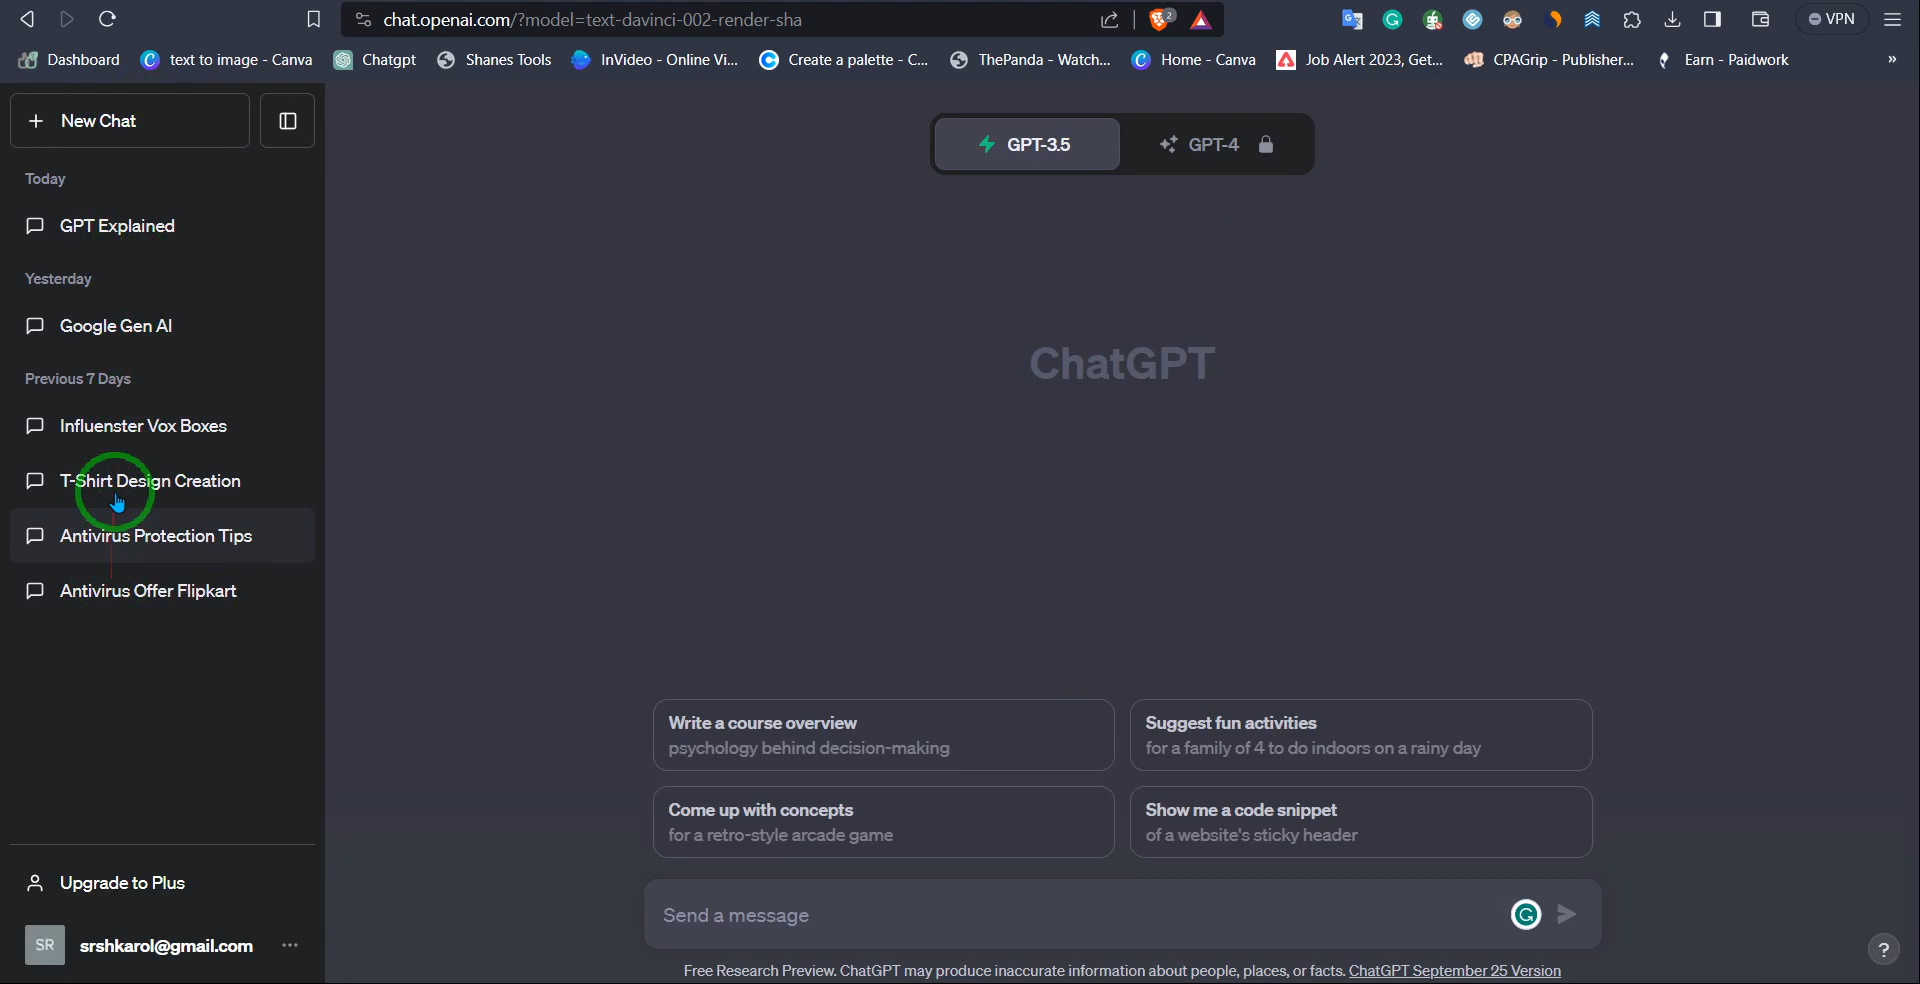 chat.openai.com/?model=text-davinci-002-render-sha
2
VPN
Dashboard
text to image - Canva
Chatgpt
Shanes Tools
InVideo - Online Vi...
Create a palette - C...
ThePanda - Watch...
Home - Canva
Job Alert 2023, Get...
CPAGrip - Publisher...
Earn - Paidwork
»
+ New Chat
Today
GPT Explained
Yesterday
Google Gen AI
Previous 7 Days
Influenster Vox Boxes
T-Shirt Design Creation
Antivirus Protection Tips
Antivirus Offer Flipkart
Upgrade to Plus
SR
srshkarol@gmail.com
...
GPT-3.5
GPT-4
ChatGPT
Write a course overview
psychology behind decision-making
Suggest fun activities
for a family of 4 to do indoors on a rainy day
Come up with concepts
for a retro-style arcade game
Show me a code snippet
of a website's sticky header
Send a message
Free Research Preview. ChatGPT may produce inaccurate information about people, places, or facts. ChatGPT September 25 Version
?